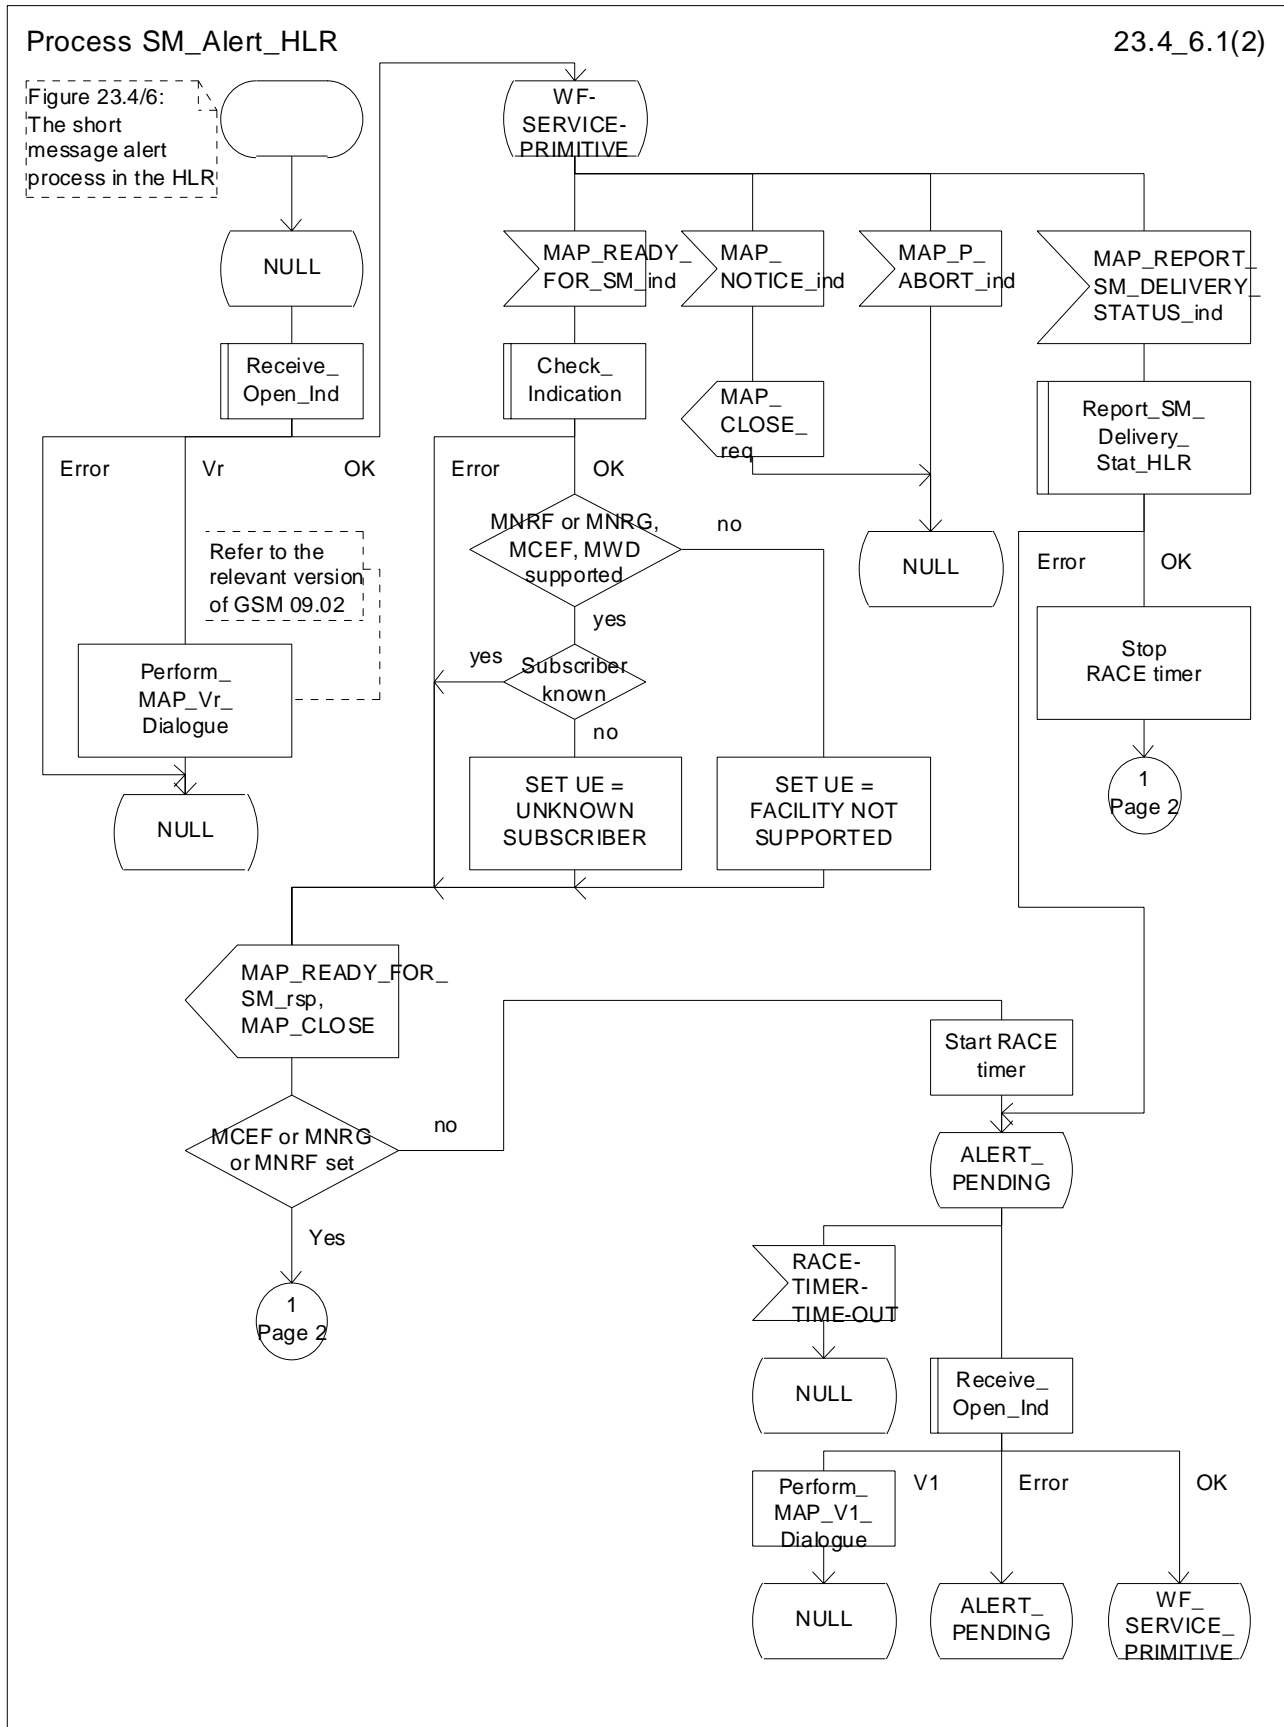 Process SM_Alert_HLR
23.4_6.1(2)
Figure 23.4/6:
The short
message alert
process in the HLR
WF-
SERVICE-
PRIMITIVE
NULL
MAP_READY_
FOR_SM_ind
MAP_
NOTICE_ind
MAP_P_
ABORT_ind
MAP_REPORT_
SM_DELIVERY_
STATUS_ind
Receive_
Open_Ind
Check_
Indication
MAP_
CLOSE_
req
Report_SM_
Delivery_
Stat_HLR
Error
Vr
OK
Error
OK
MNRF or MNRG,
MCEF, MWD
supported
no
NULL
Error
OK
Refer to the
relevant version
of GSM 09.02
yes
yes
Subscriber
known
no
Stop
RACE timer
Perform_
MAP_Vr_
Dialogue
SET UE =
UNKNOWN
SUBSCRIBER
SET UE =
FACILITY NOT
SUPPORTED
1
Page 2
NULL
MAP_READY_FOR_
SM_rsp,
MAP_CLOSE
Start RACE
timer
MCEF or MNRG
or MNRF set
no
ALERT_
PENDING
Yes
RACE-
TIMER-
TIME-OUT
1
Page 2
NULL
Receive_
Open_Ind
V1
Error
OK
Perform_
MAP_V1_
Dialogue
NULL
ALERT_
PENDING
WF_
SERVICE_
PRIMITIVE